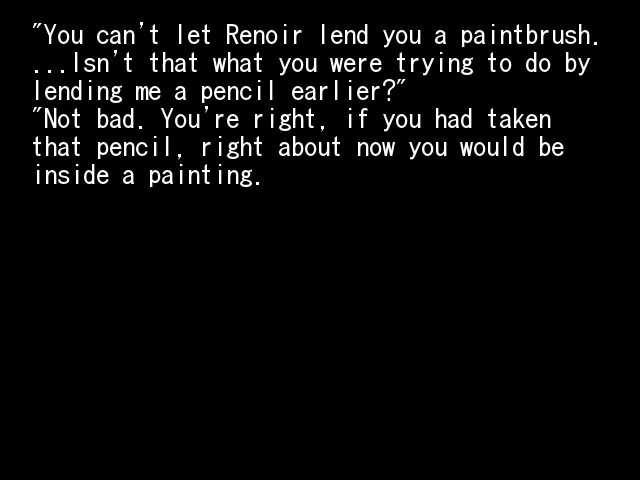 "You can't let Renoir lend you a paintbrush.
...Isn't that what you were trying to do by
lending me a pencil earlier?"
"Not bad. You're right, if you had taken
that pencil, right about now you would be
inside a painting.